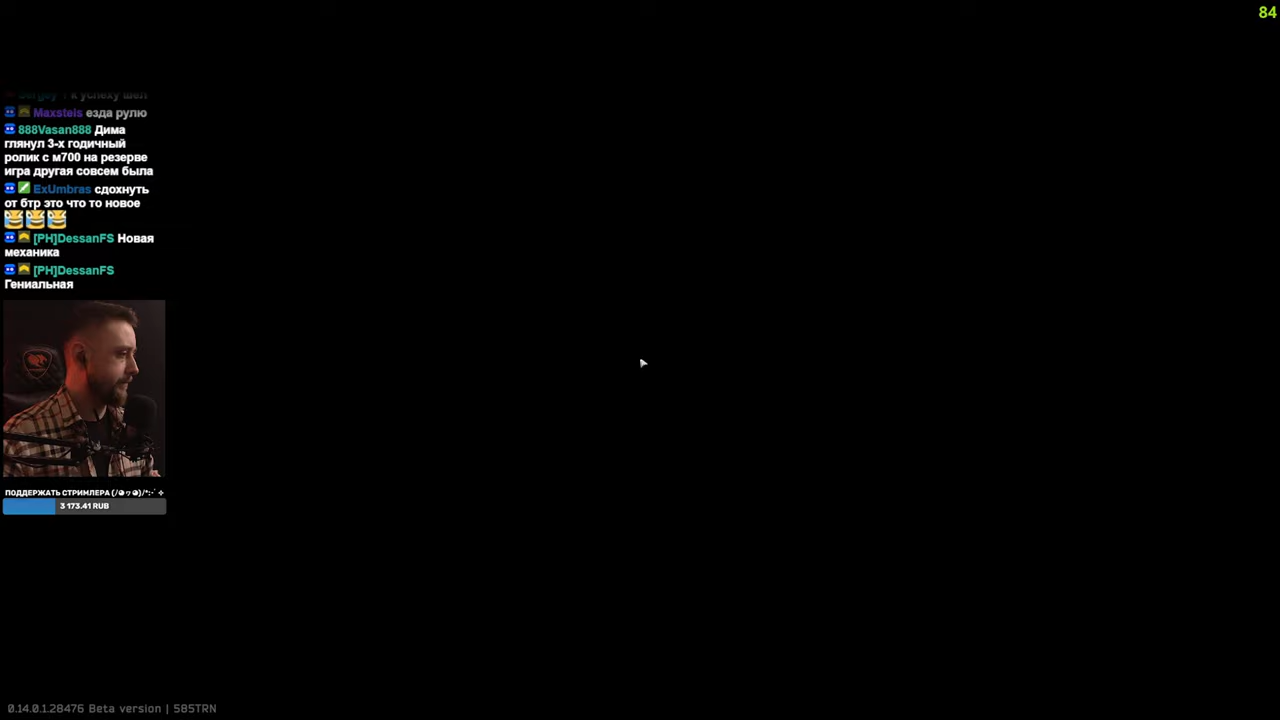 84
к успеху шел
Maxsteis езда рулю
888Vasan888 Дима
глянул 3-х годичный
ролик с м700 на резерве
игра другая совсем была
ExUmbras сдохнуть
от бтр это что то новое
[PH]DessanFS Новая
механика
[PH]DessanFS
Гениальная
ПОДДЕРЖАТЬ СТРИМЛЕРА
3 173.41 RUB
0.14.0.1.28476 Beta version | 585TRN